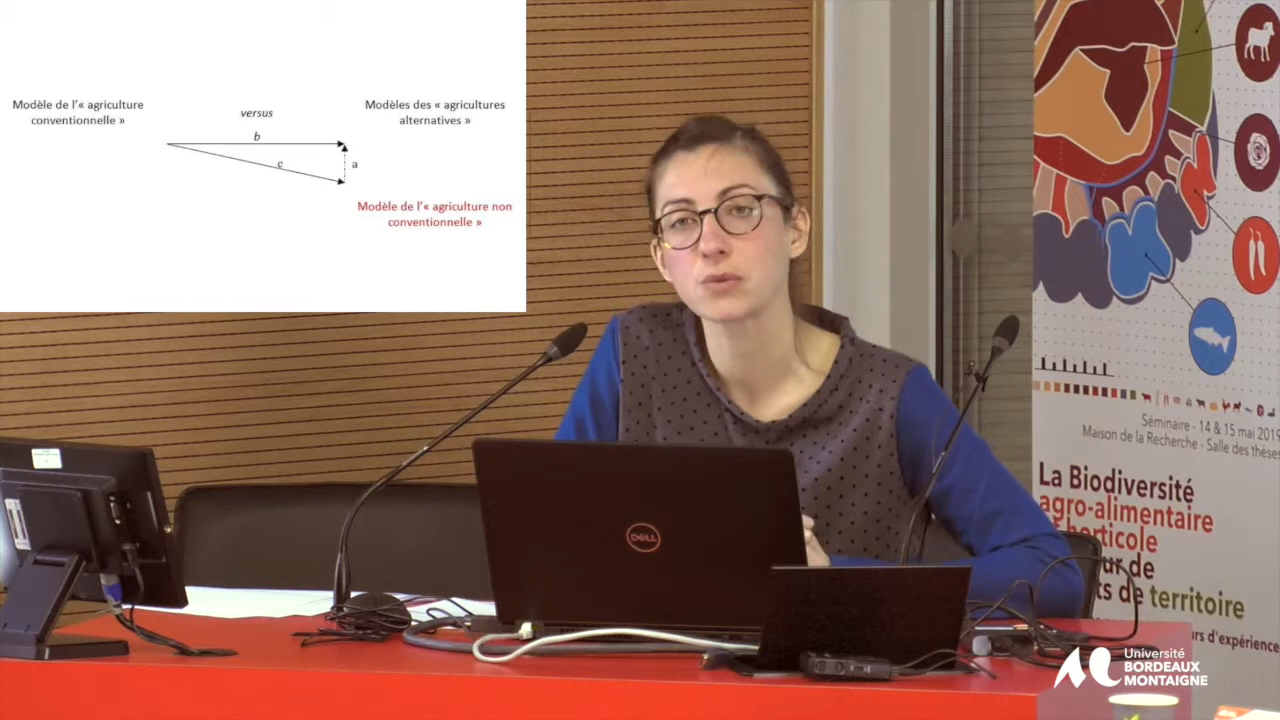 Modèle de l'« agriculture
conventionnelle »
versus
Modèles des « agricultures
alternatives »
b
c
a
Modèle de l'« agriculture non
conventionnelle »
DELL
Séminaire - 14 & 15 mai 2019
Maison de la Recherche - Salle des thèses
La Biodiversité
agro-alimentaire
horticole
de
de territoire
d'expérience
Université
BORDEAUX
MONTAIGNE